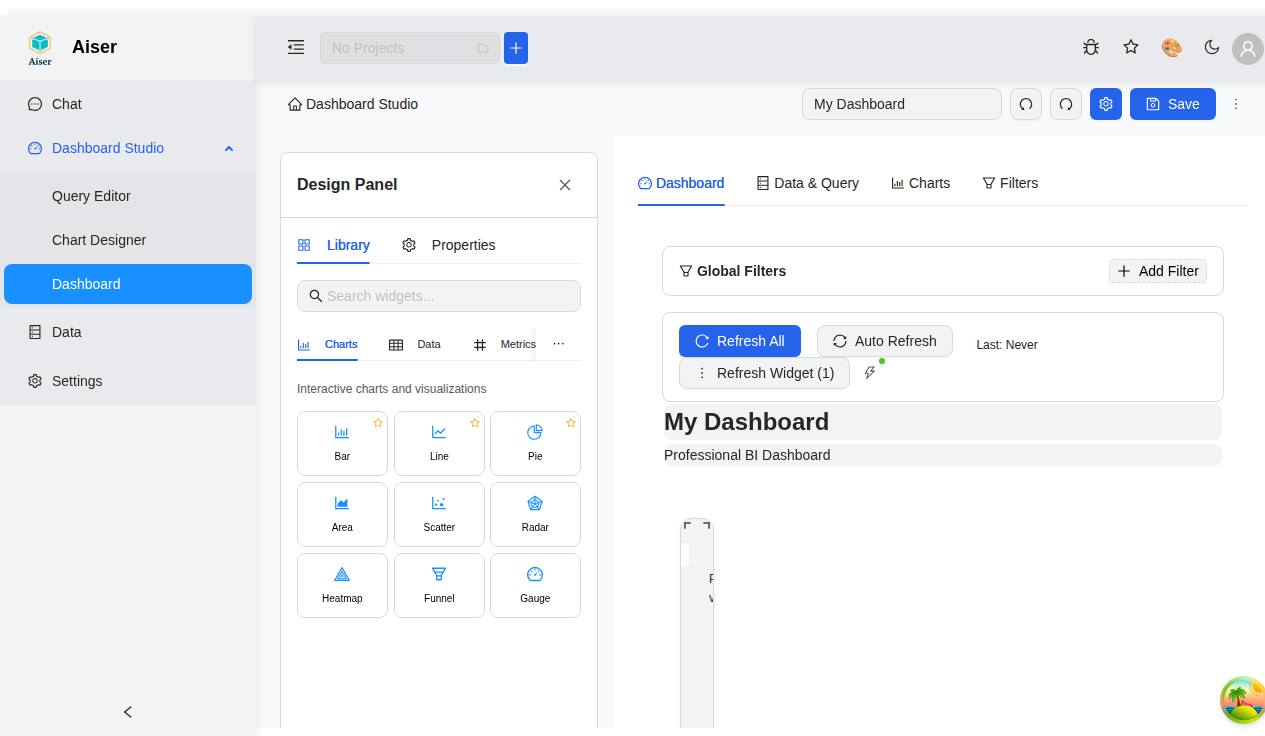 Aiser
Aiser
No Projects
Chat
Dashboard Studio
Query Editor
Chart Designer
Dashboard
Data
Settings
Dashboard Studio
My Dashboard
Save
Design Panel
Library
Properties
Search widgets...
Charts
Data
Metrics
Interactive charts and visualizations
Bar
Line
Pie
Area
Scatter
Radar
Heatmap
Funnel
Gauge
Dashboard
Data & Query
Charts
Filters
Global Filters
Add Filter
Refresh All
Auto Refresh
Last: Never
Refresh Widget (1)
My Dashboard
Professional BI Dashboard